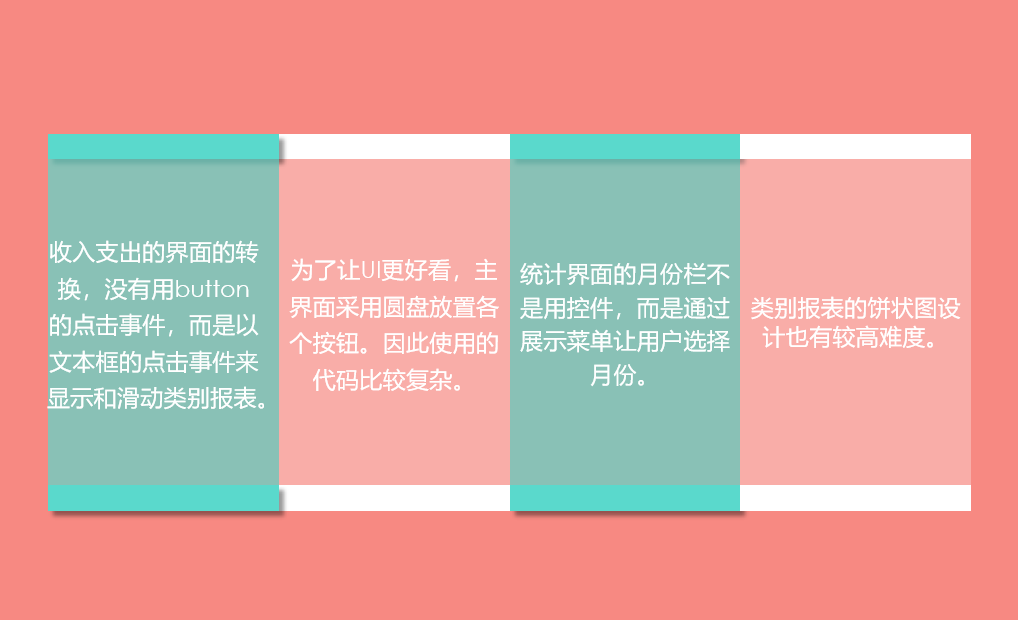 收入支出的界面的转
换，没有用button
的点击事件，而是以
文本框的点击事件来
显示和滑动类别报表。
为了让UI更好看，主
界面采用圆盘放置各
个按钮。因此使用的
代码比较复杂。
统计界面的月份栏不
是用控件，而是通过
展示菜单让用户选择
月份。
类别报表的饼状图设
计也有较高难度。